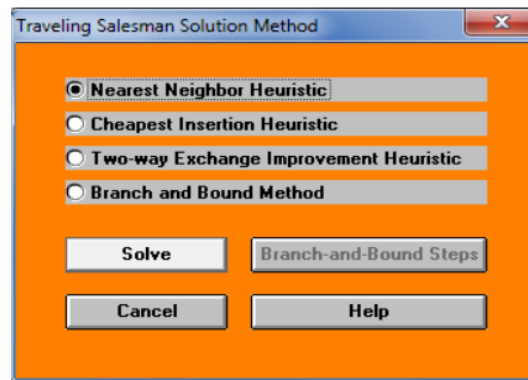 Traveling Salesman Solution Method
Nearest Neighbor Heuristic
Cheapest Insertion Heuristic
Two-way Exchange Improvement Heuristic
Branch and Bound Method
Solve
Branch-and-Bound Steps
Cancel
Help